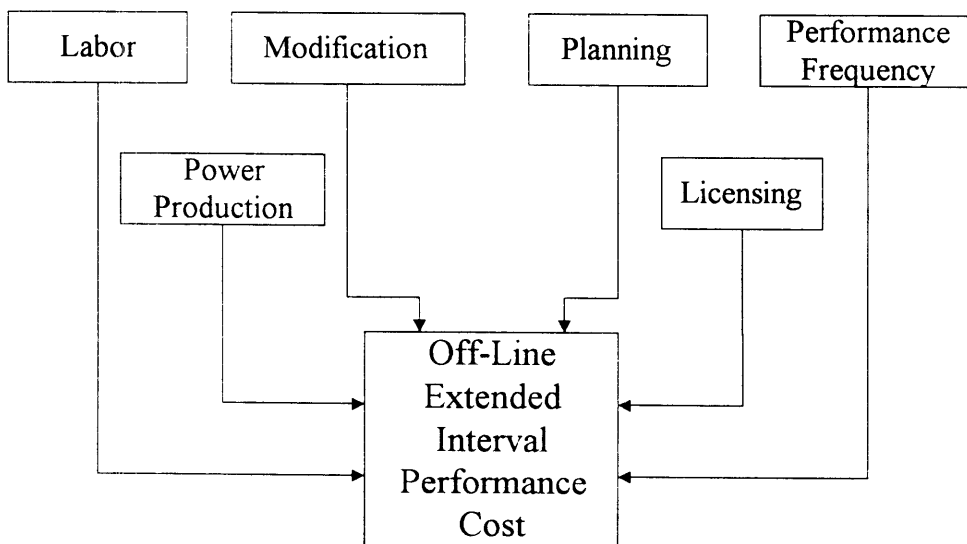 Labor
Modification
Planning
Performance
Frequency
Power
Production
Licensing
Off-Line
Extended
Interval
Performance
Cost